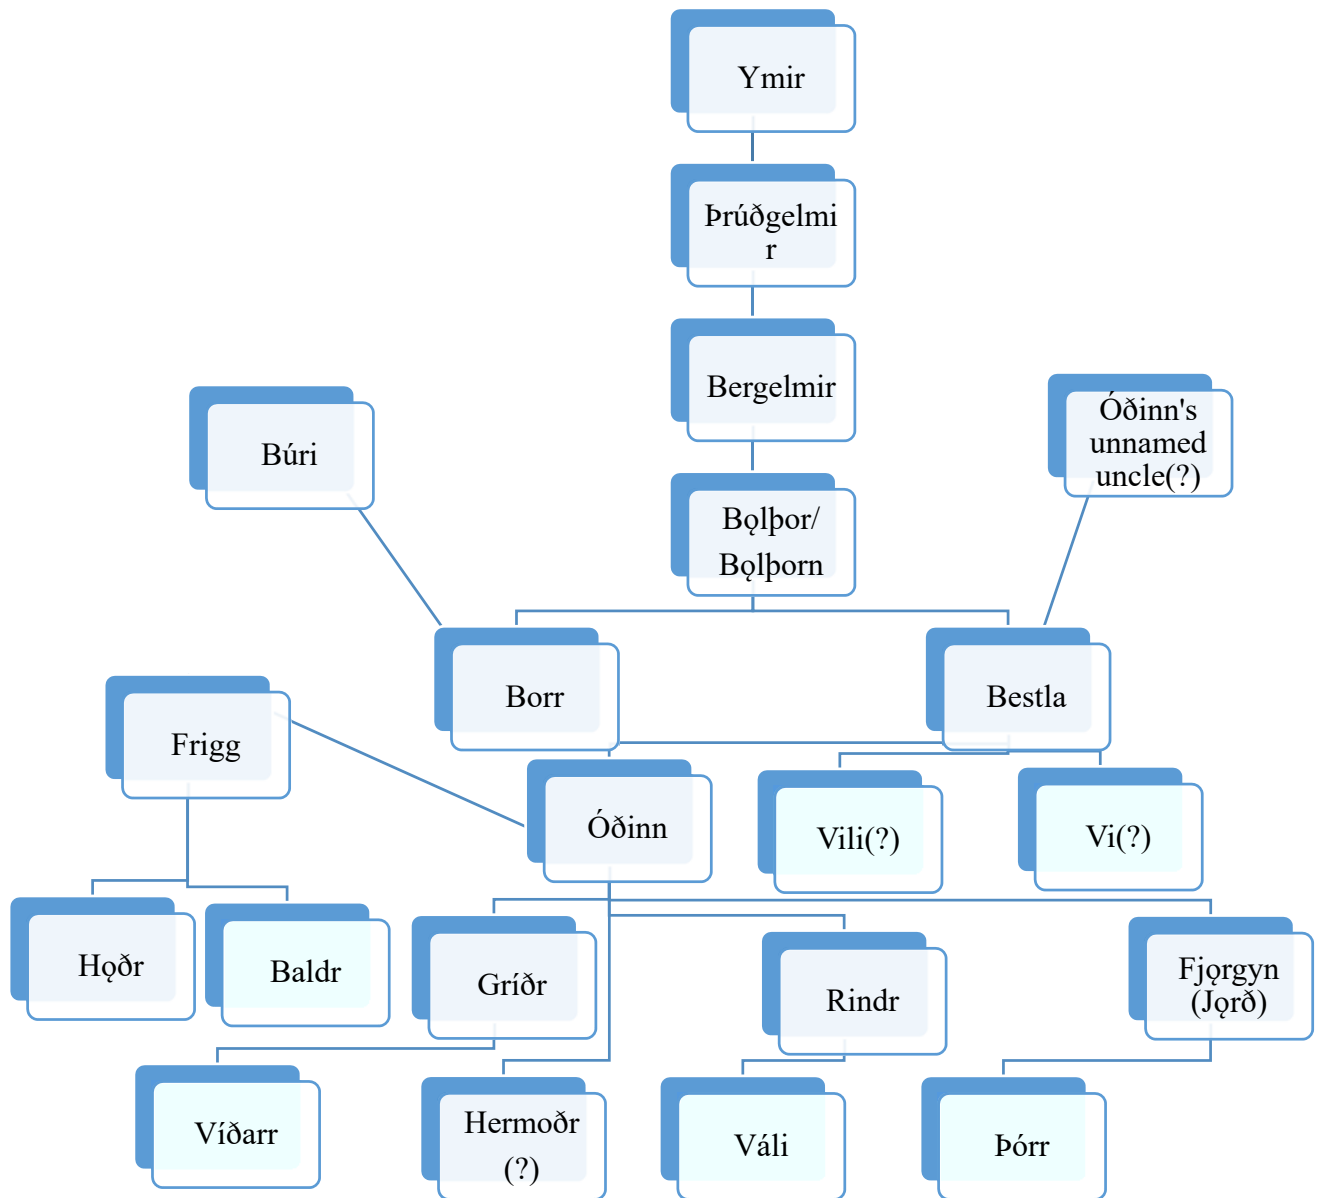 Ymir
Þrúðgelmi
r
Bergelmir
Búri
Óðinn's
unnamed
uncle(?)
Bǫlþor/
Bǫlþorn
Borr
Bestla
Frigg
Óðinn
Vili(?)
Vi(?)
Hǫðr
Baldr
Gríðr
Rindr
Fjǫrgyn
(Jǫrð)
Víðarr
Hermoðr
(?)
Váli
Þórr